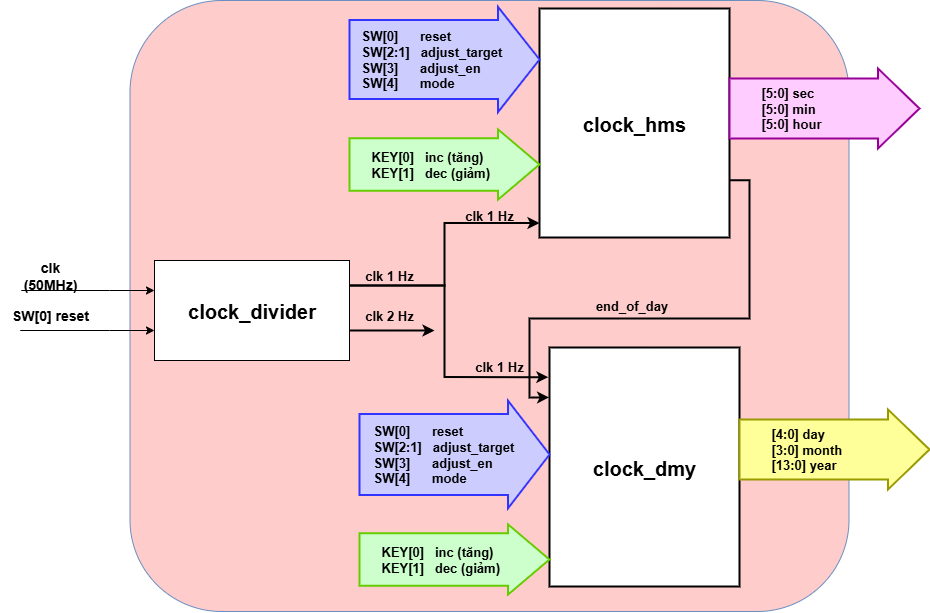 SW[0] reset
SW[2:1] adjust_target
SW[3] adjust_en
SW[4] mode
KEY[0] inc (tăng)
KEY[1] dec (giảm)
clock_hms
[5:0] sec
[5:0] min
[5:0] hour
clk 1 Hz
clk
(50MHz)
SW[0] reset
clock_divider
clk 1 Hz
clk 2 Hz
end_of_day
clk 1 Hz
SW[0] reset
SW[2:1] adjust_target
SW[3] adjust_en
SW[4] mode
KEY[0] inc (tăng)
KEY[1] dec (giảm)
clock_dmy
[4:0] day
[3:0] month
[13:0] year